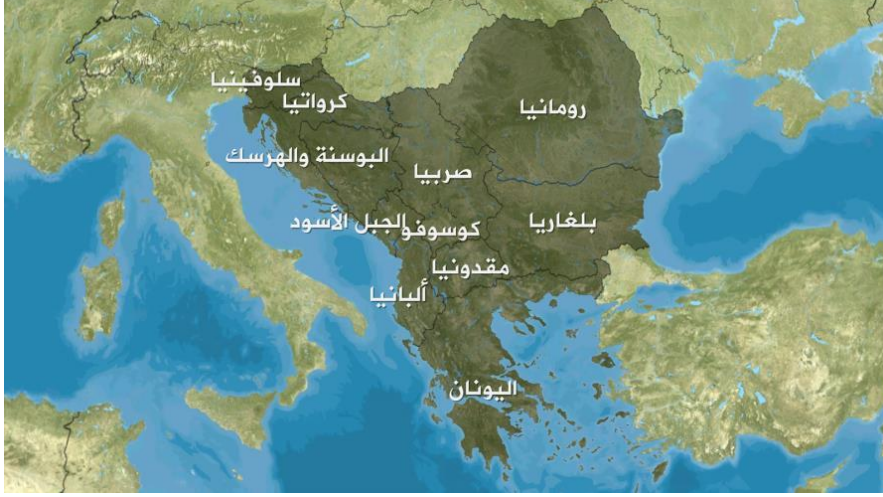 سلوفينيا
كرواتيا
رومانيا
البوسنة والهرسك
صربيا
الجبل الأسود
كوسوفو
بلغاريا
مقدونيا
ألبانيا
اليونان